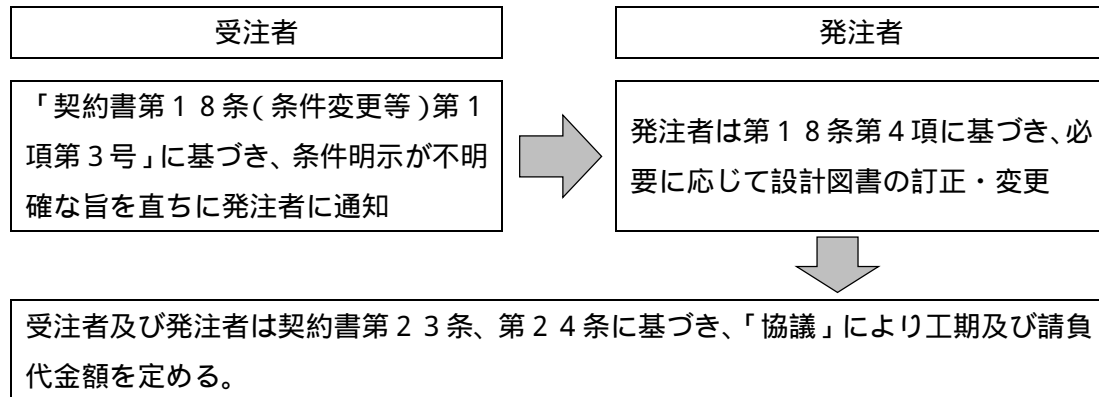 受注者
発注者
「契約書第１８条(条件変更等)第１
項第３号」に基づき、条件明示が不明
確な旨を直ちに発注者に通知
発注者は第１８条第４項に基づき、必
要に応じて設計図書の訂正・変更
受注者及び発注者は契約書第２３条、第２４条に基づき、「協議」により工期及び請負
代金額を定める。